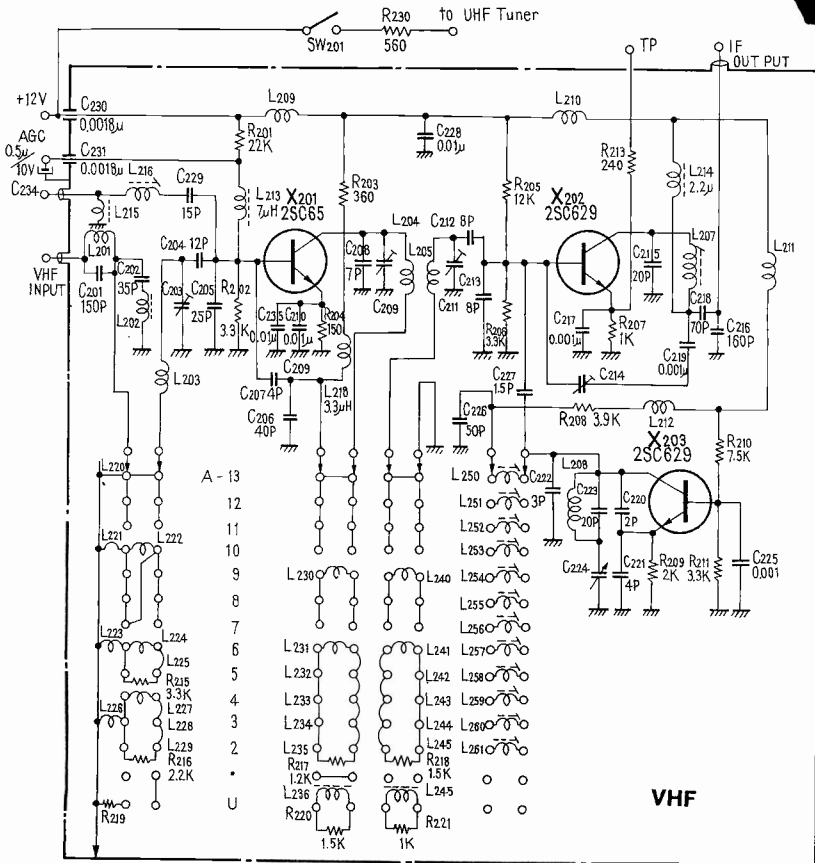 R230 to UHF Tuner
SW201 560
TP IF
OUT PUT
+12V C230
0.0018µ
L209 L210
AGC
0.5µ
10V
C231
0.0018µ
R201
22K
C228
0.01µ
R213
240
C234
L216 C229
15P
L215
L213
7µH
X201
2SC65
R203
360
R205
12K
X202
2SC629
L214
2.2µ
L201
VHF
INPUT
C201
150P
C202
35P
L202
C204 12P
C203
C205
25P
R202
3.3K
C208
7P
L204
C209
L205
C211
C212 8P
C213
8P
R206
3.3K
C215
20P
L207
L211
C235
0.01µ
C210
0.01µ
R204
150
C217
0.001µ
R207
1K
C218
70P
C216
160P
C219
0.001µ
L203
C207 4P
C209
L218
3.3µH
C206
40P
C214
C227
1.5P
C226
50P
R208 3.9K
L212
X203
2SC629
R210
7.5K
L220
A-13
L250
C222
3P
L208
C223
20P
C220
2P
12
L251
11
L252
L221 L222
10
L253
C224
C221
4P
R209
2K
R211
3.3K
C225
0.001
9
L230 L240
L254
8
L255
7
L256
L223 L224
6
L231 L241
L257
L225
R215
3.3K
5
L232 L242
L258
L226 L227
4
L233 L243
L259
L228
3
L234 L244
L260
L229
2
L235 L245
L261
R216
2.2K
•
R217
1.2K
R218
1.5K
R219
U
L236 L245
R220
1.5K
R221
1K
VHF